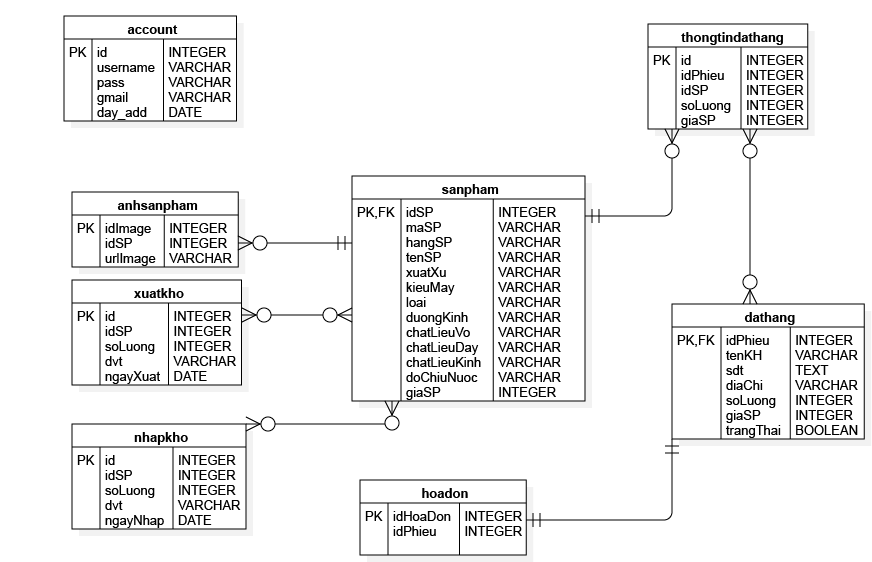 account
PK id INTEGER
username VARCHAR
pass VARCHAR
gmail VARCHAR
day_add DATE
thongtindathang
PK id INTEGER
idPhieu INTEGER
idSP INTEGER
soLuong INTEGER
giaSP INTEGER
anhsanpham
PK idImage INTEGER
idSP INTEGER
urlImage VARCHAR
sanpham
PK,FK idSP INTEGER
maSP VARCHAR
hangSP VARCHAR
tenSP VARCHAR
xuatXu VARCHAR
kieuMay VARCHAR
loai VARCHAR
duongKinh VARCHAR
chatLieuVo VARCHAR
chatLieuDay VARCHAR
chatLieuKinh VARCHAR
doChiuNuoc VARCHAR
giaSP INTEGER
xuatkho
PK id INTEGER
idSP INTEGER
soLuong INTEGER
dvt VARCHAR
ngayXuat DATE
dathang
PK,FK idPhieu INTEGER
tenKH VARCHAR
sdt TEXT
diaChi VARCHAR
soLuong INTEGER
giaSP INTEGER
trangThai BOOLEAN
nhapkho
PK id INTEGER
idSP INTEGER
soLuong INTEGER
dvt VARCHAR
ngayNhap DATE
hoadon
PK idHoaDon INTEGER
idPhieu INTEGER